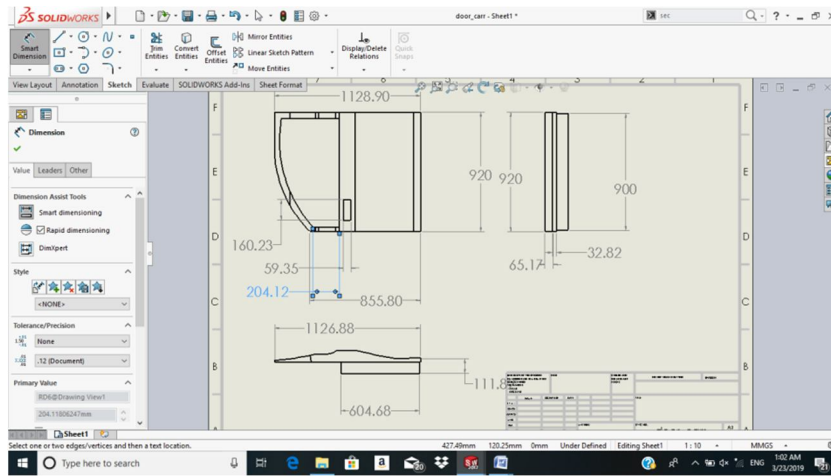 SOLIDWORKS
door_carr - Sheet1 *
sec
Smart Dimension
Trim Entities
Convert Entities
Offset Entities
Mirror Entities
Linear Sketch Pattern
Move Entities
Display/Delete Relations
Quick Snaps
View Layout Annotation Sketch Evaluate SOLIDWORKS Add-Ins Sheet Format
Dimension
Value Leaders Other
Dimension Assist Tools
Smart dimensioning
Rapid dimensioning
DimXpert
Style
<NONE>
Tolerance/Precision
None
.12 (Document)
Primary Value
RD6@Drawing View1
204.11806247mm
1128.90
F
F
E
E
D
D
C
C
B
B
920
920
900
160.23
59.35
65.17
32.82
204.12
855.80
1126.88
111.8
604.68
Sheet1
Select one or two edges/vertices and then a text location.
427.49mm 120.25mm 0mm Under Defined Editing Sheet1 1 : 10 MMGS
Type here to search
ENG
1:02 AM
3/23/2019